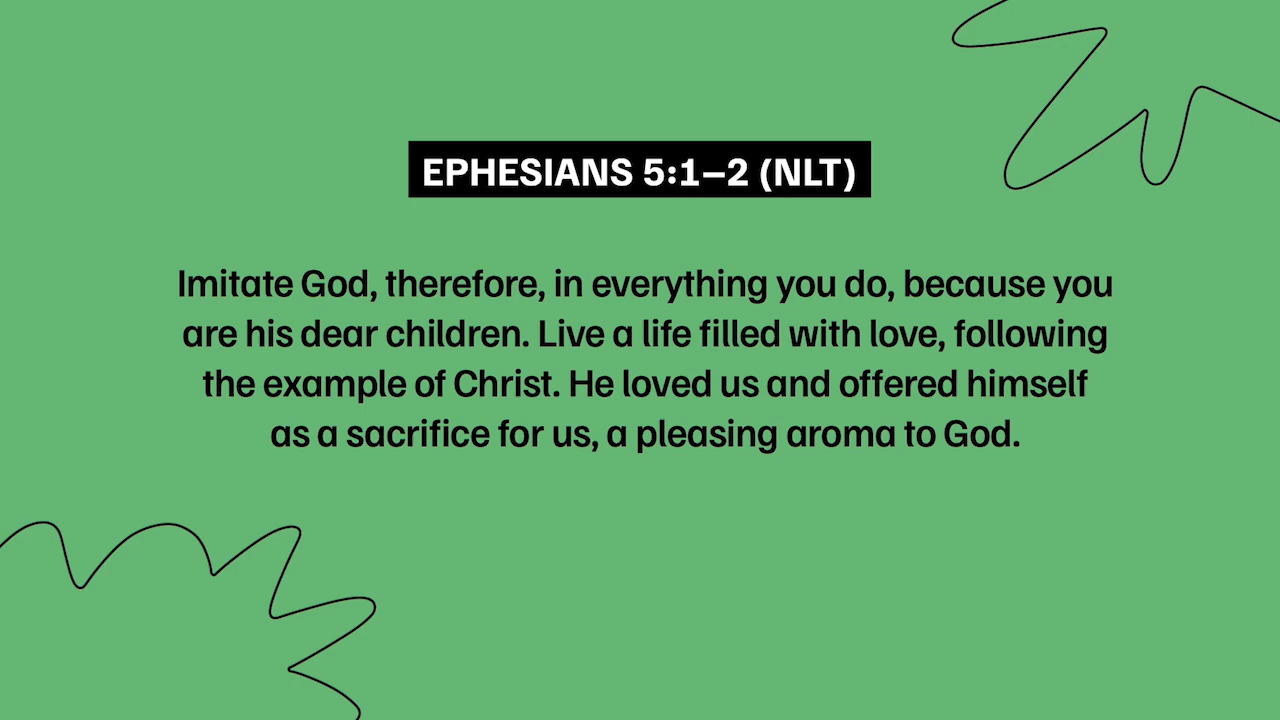 EPHESIANS 5:1–2 (NLT)
Imitate God, therefore, in everything you do, because you
are his dear children. Live a life filled with love, following
the example of Christ. He loved us and offered himself
as a sacrifice for us, a pleasing aroma to God.